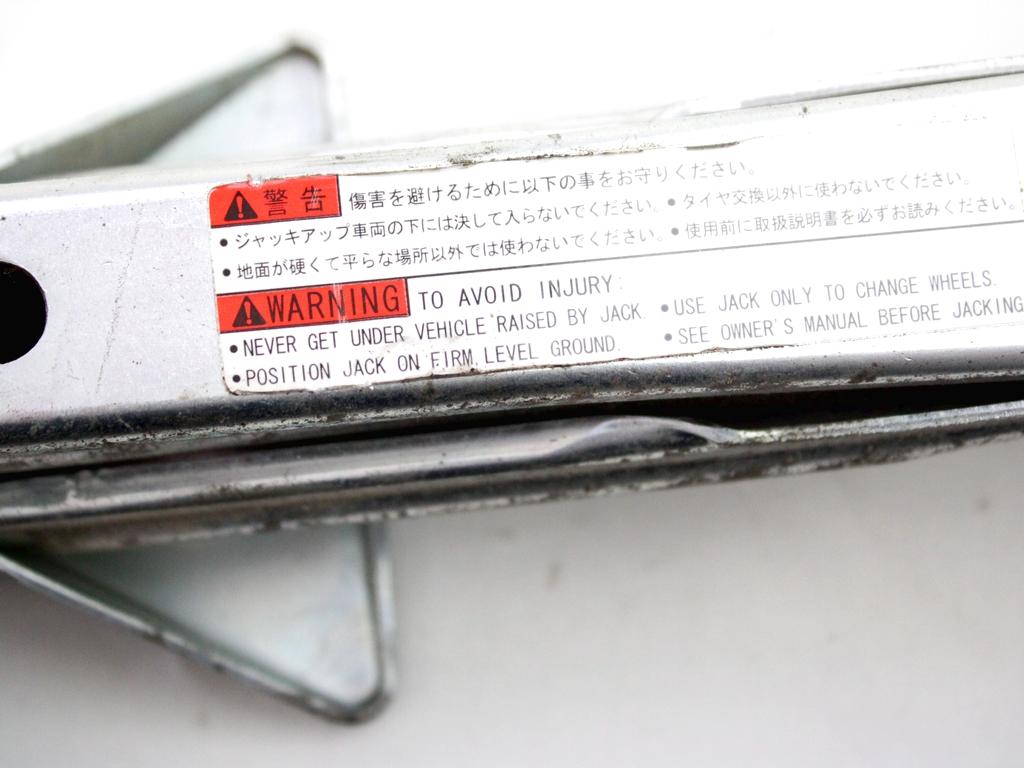 ⚠警告 傷害を避けるために以下の事をお守りください。
• ジャッキアップ車両の下には決して入らないでください。 • タイヤ交換以外に使わないでください。
• 地面が硬くて平らな場所以外では使わないでください。 • 使用前に取扱説明書を必ずお読みください。
⚠WARNING TO AVOID INJURY:
• NEVER GET UNDER VEHICLE RAISED BY JACK. • USE JACK ONLY TO CHANGE WHEELS.
• POSITION JACK ON FIRM LEVEL GROUND. • SEE OWNER'S MANUAL BEFORE JACKING